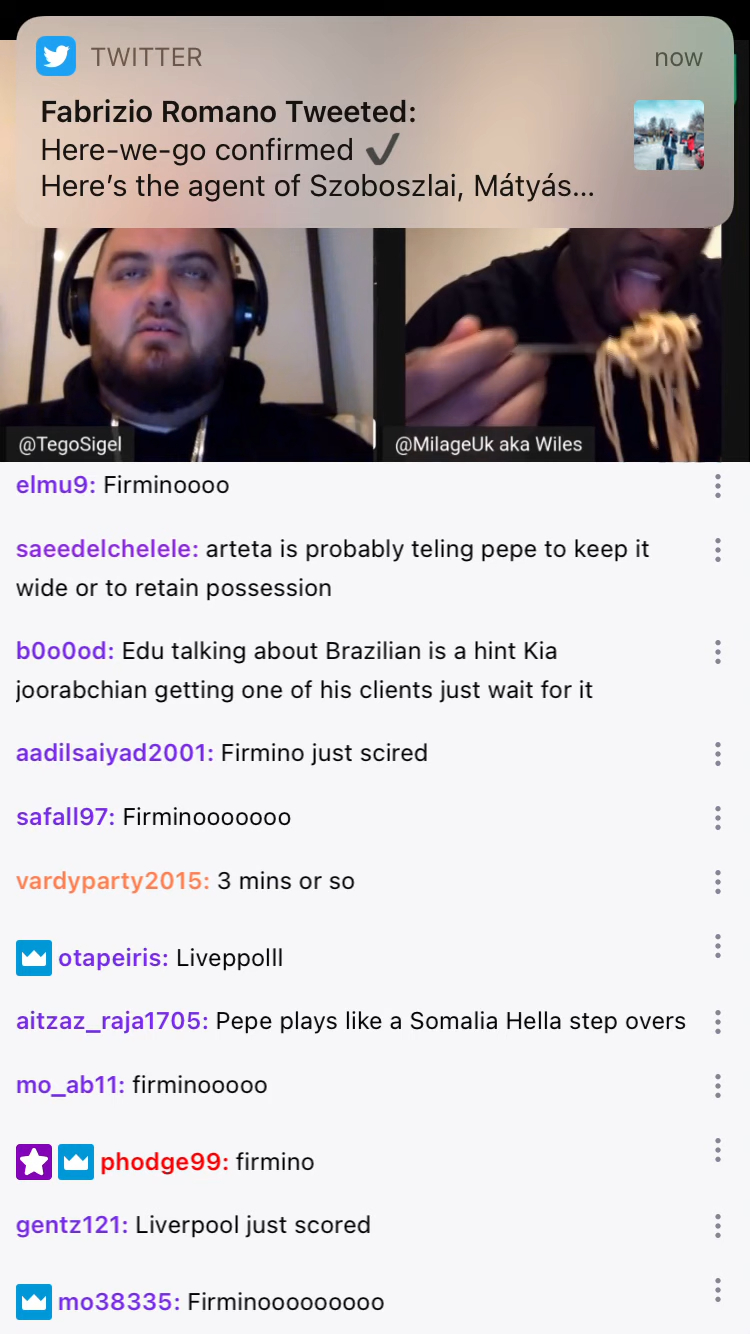 TWITTER now
Fabrizio Romano Tweeted:
Here-we-go confirmed ✔️
Here's the agent of Szoboszlai, Mátyás...
@TegoSigel
@MilageUk aka Wiles
elmu9: Firminoooo
saeedelchelele: arteta is probably teling pepe to keep it
wide or to retain possession
b0o0od: Edu talking about Brazilian is a hint Kia
joorabchian getting one of his clients just wait for it
aadilsaiyad2001: Firmino just scired
safall97: Firminooooooo
vardyparty2015: 3 mins or so
otapeiris: Liveppolll
aitzaz_raja1705: Pepe plays like a Somalia Hella step overs
mo_ab11: firminooooo
phodge99: firmino
gentz121: Liverpool just scored
mo38335: Firminooooooooo